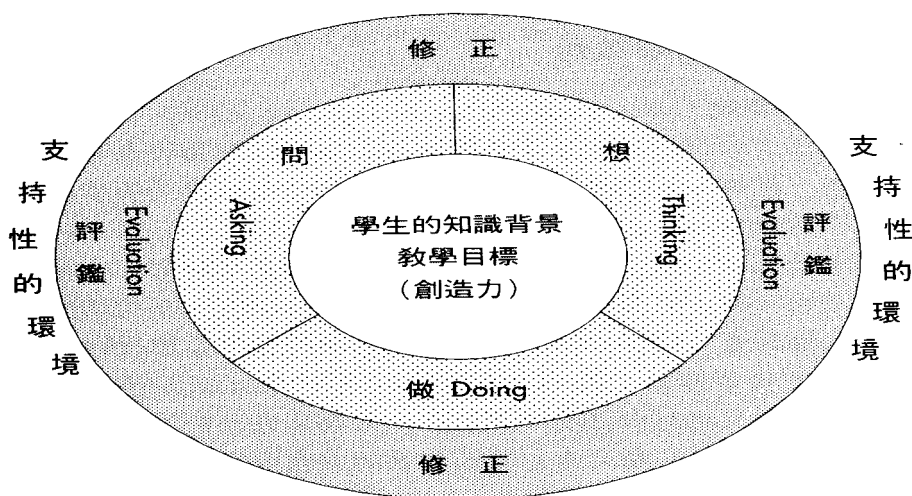 修 正
支持性的環境
評鑑
Evaluation
問
Asking
想
Thinking
學生的知識背景
教學目標
（創造力）
做 Doing
Evaluation
評鑑
支持性的環境
修 正